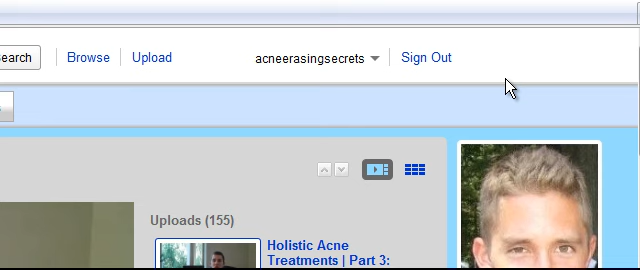 earch Browse Upload acneerasingsecrets Sign Out
Uploads (155)
Holistic Acne
Treatments | Part 3: